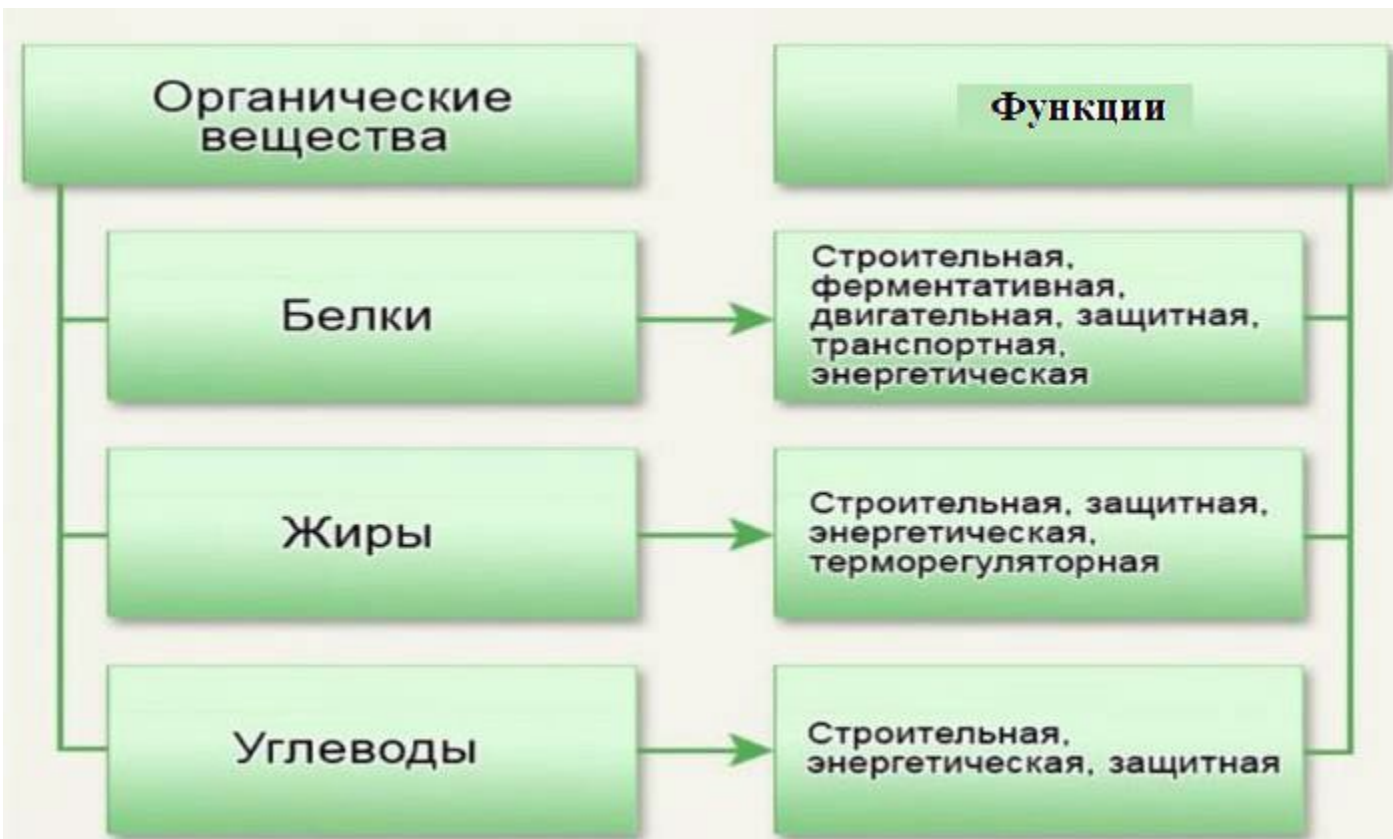 Органические
вещества
Функции
Белки
Строительная,
ферментативная,
двигательная, защитная,
транспортная,
энергетическая
Жиры
Строительная, защитная,
энергетическая,
терморегуляторная
Углеводы
Строительная,
энергетическая, защитная